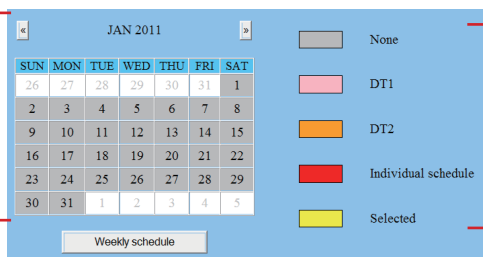 « JAN 2011 »
SUN MON TUE WED THU FRI SAT
26 27 28 29 30 31 1
2 3 4 5 6 7 8
9 10 11 12 13 14 15
16 17 18 19 20 21 22
23 24 25 26 27 28 29
30 31 1 2 3 4 5
Weekly schedule
None
DT1
DT2
Individual schedule
Selected